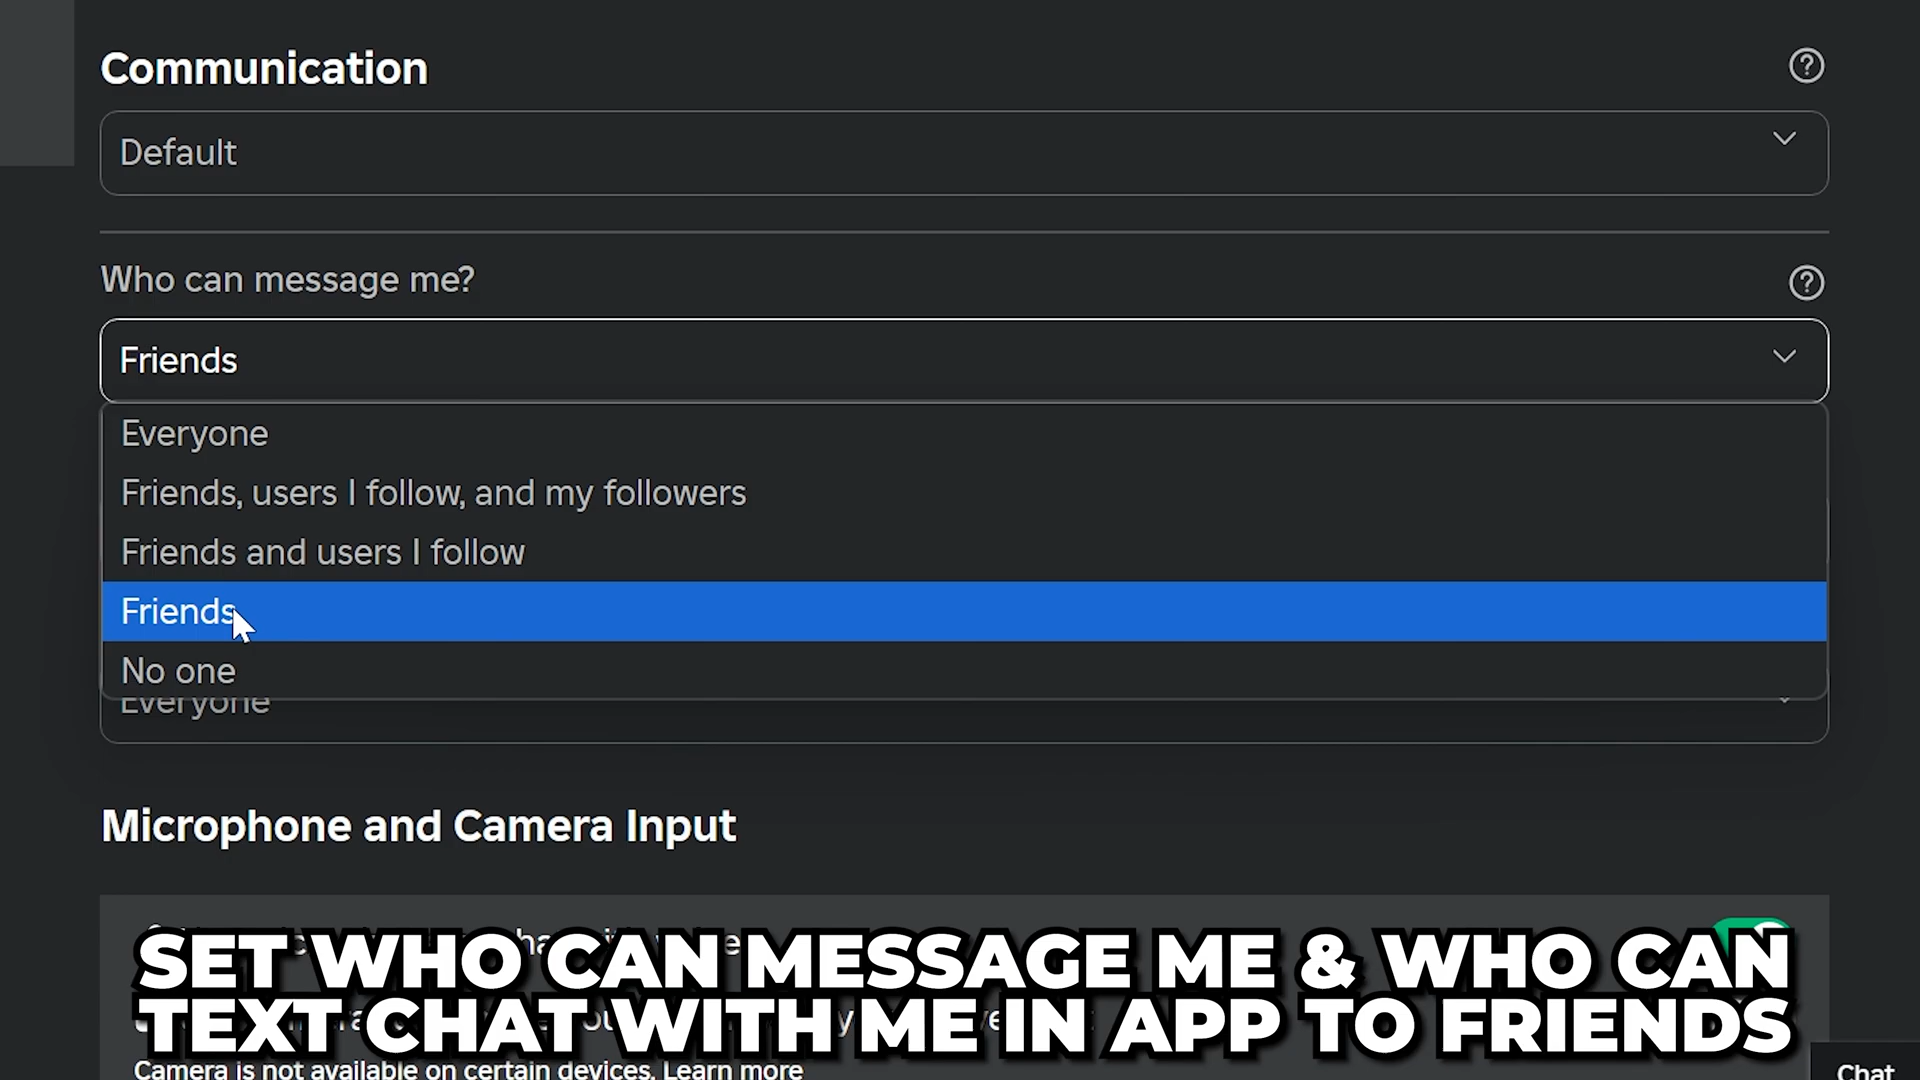 Communication
Default
Who can message me?
Friends
Everyone
Friends, users I follow, and my followers
Friends and users I follow
Friends
No one
Everyone
Microphone and Camera Input
SET WHO CAN MESSAGE ME & WHO CAN
TEXT CHAT WITH ME IN APP TO FRIENDS
Camera is not available on certain devices. Learn more
Chat